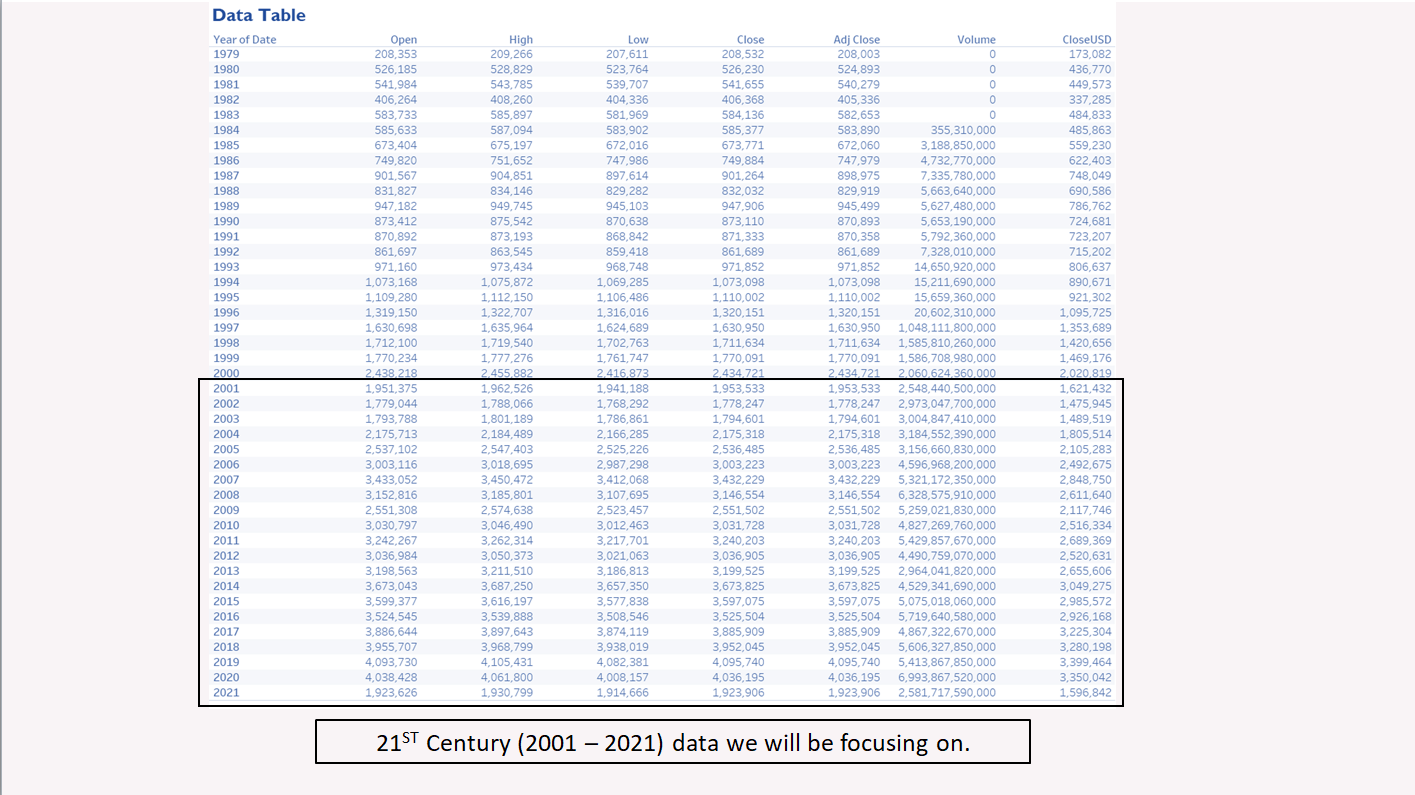 Data Table
Year of Date Open High Low Close Adj Close Volume CloseUSD
1979 208,353 209,266 207,611 208,532 208,003 0 173,082
1980 526,185 528,829 523,764 526,230 524,893 0 436,770
1981 541,984 543,785 539,707 541,655 540,279 0 449,573
1982 406,264 408,260 404,336 406,368 405,336 0 337,285
1983 583,733 585,897 581,969 584,136 582,653 0 484,833
1984 585,633 587,094 583,902 585,377 583,890 355,310,000 485,863
1985 673,404 675,197 672,016 673,771 672,060 3,188,850,000 559,230
1986 749,820 751,652 747,986 749,884 747,979 4,732,770,000 622,403
1987 901,567 904,851 897,614 901,264 898,975 7,335,780,000 748,049
1988 831,827 834,146 829,282 832,032 829,919 5,663,640,000 690,586
1989 947,182 949,745 945,103 947,906 945,499 5,627,480,000 786,762
1990 873,412 875,542 870,638 873,110 870,893 5,653,190,000 724,681
1991 870,892 873,193 868,842 871,333 870,358 5,792,360,000 723,207
1992 861,697 863,545 859,418 861,689 861,689 7,328,010,000 715,202
1993 971,160 973,434 968,748 971,852 971,852 14,650,920,000 806,637
1994 1,073,168 1,075,872 1,069,285 1,073,098 1,073,098 15,211,690,000 890,671
1995 1,109,280 1,112,150 1,106,486 1,110,002 1,110,002 15,659,360,000 921,302
1996 1,319,150 1,322,707 1,316,016 1,320,151 1,320,151 20,602,310,000 1,095,725
1997 1,630,698 1,635,964 1,624,689 1,630,950 1,630,950 1,048,111,800,000 1,353,689
1998 1,712,100 1,719,540 1,702,763 1,711,634 1,711,634 1,585,810,260,000 1,420,656
1999 1,770,234 1,777,276 1,761,747 1,770,091 1,770,091 1,586,708,980,000 1,469,176
2000 2,438,218 2,455,882 2,416,873 2,434,721 2,434,721 2,060,624,360,000 2,020,819
2001 1,951,375 1,962,526 1,941,188 1,953,533 1,953,533 2,548,440,500,000 1,621,432
2002 1,779,044 1,788,066 1,768,292 1,778,247 1,778,247 2,973,047,700,000 1,475,945
2003 1,793,788 1,801,189 1,786,861 1,794,601 1,794,601 3,004,847,410,000 1,489,519
2004 2,175,713 2,184,489 2,166,285 2,175,318 2,175,318 3,184,552,390,000 1,805,514
2005 2,537,102 2,547,403 2,525,226 2,536,485 2,536,485 3,156,660,830,000 2,105,283
2006 3,003,116 3,018,695 2,987,298 3,003,223 3,003,223 4,596,968,200,000 2,492,675
2007 3,433,052 3,450,472 3,412,068 3,432,229 3,432,229 5,321,172,350,000 2,848,750
2008 3,152,816 3,185,801 3,107,695 3,146,554 3,146,554 6,328,575,910,000 2,611,640
2009 2,551,308 2,574,638 2,523,457 2,551,502 2,551,502 5,259,021,830,000 2,117,746
2010 3,030,797 3,046,490 3,012,463 3,031,728 3,031,728 4,827,269,760,000 2,516,334
2011 3,242,267 3,262,314 3,217,701 3,240,203 3,240,203 5,429,857,670,000 2,689,369
2012 3,036,984 3,050,373 3,021,063 3,036,905 3,036,905 4,490,759,070,000 2,520,631
2013 3,198,563 3,211,510 3,186,813 3,199,525 3,199,525 2,964,041,820,000 2,655,606
2014 3,673,043 3,687,250 3,657,350 3,673,825 3,673,825 4,529,341,690,000 3,049,275
2015 3,599,377 3,616,197 3,577,838 3,597,075 3,597,075 5,075,018,060,000 2,985,572
2016 3,524,545 3,539,888 3,508,546 3,525,504 3,525,504 5,719,640,580,000 2,926,168
2017 3,886,644 3,897,643 3,874,119 3,885,909 3,885,909 4,867,322,670,000 3,225,304
2018 3,955,707 3,968,799 3,938,019 3,952,045 3,952,045 5,606,327,850,000 3,280,198
2019 4,093,730 4,105,431 4,082,381 4,095,740 4,095,740 5,413,867,850,000 3,399,464
2020 4,038,428 4,061,800 4,008,157 4,036,195 4,036,195 6,993,867,520,000 3,350,042
2021 1,923,626 1,930,799 1,914,666 1,923,906 1,923,906 2,581,717,590,000 1,596,842
21ST Century (2001 – 2021) data we will be focusing on.